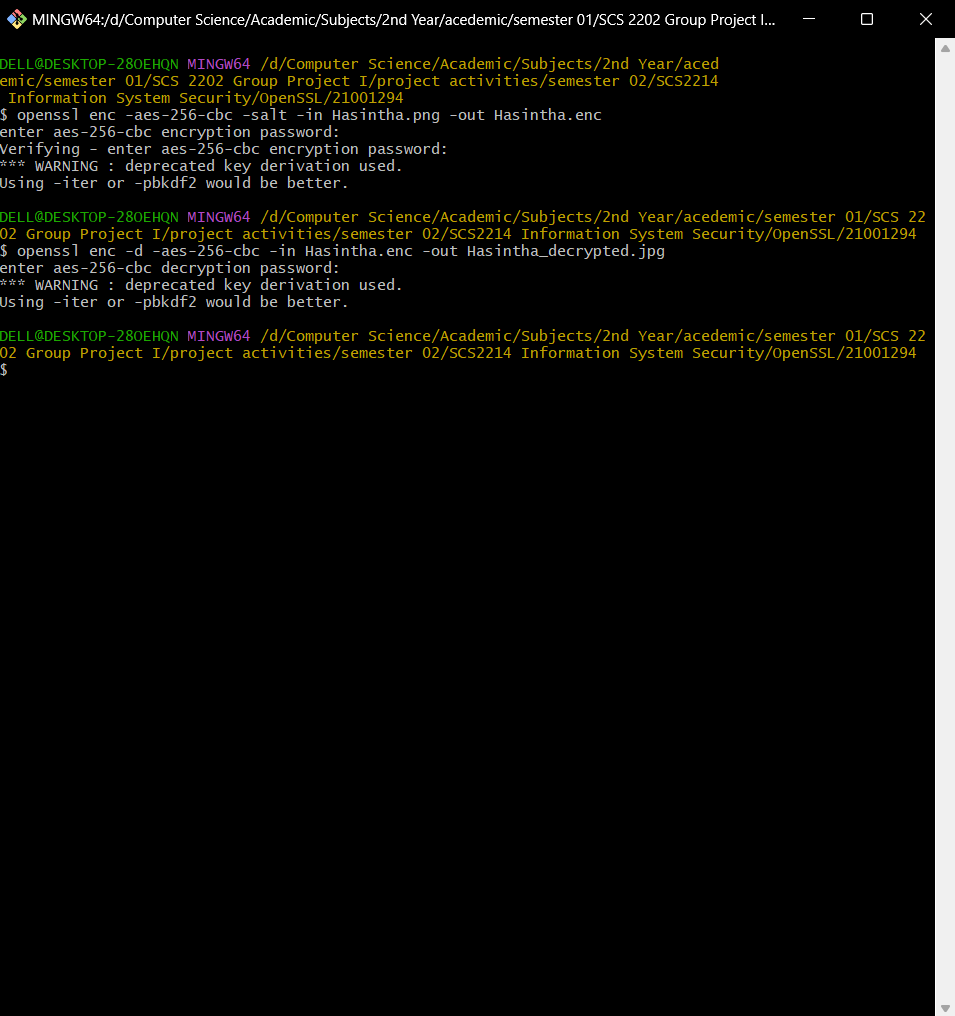 MINGW64:/d/Computer Science/Academic/Subjects/2nd Year/acedemic/semester 01/SCS 2202 Group Project I...
DELL@DESKTOP-28OEHQN MINGW64 /d/Computer Science/Academic/Subjects/2nd Year/aced
emic/semester 01/SCS 2202 Group Project I/project activities/semester 02/SCS2214
 Information System Security/OpenSSL/21001294
$ openssl enc -aes-256-cbc -salt -in Hasintha.png -out Hasintha.enc
enter aes-256-cbc encryption password:
Verifying - enter aes-256-cbc encryption password:
*** WARNING : deprecated key derivation used.
Using -iter or -pbkdf2 would be better.
DELL@DESKTOP-28OEHQN MINGW64 /d/Computer Science/Academic/Subjects/2nd Year/acedemic/semester 01/SCS 22
02 Group Project I/project activities/semester 02/SCS2214 Information System Security/OpenSSL/21001294
$ openssl enc -d -aes-256-cbc -in Hasintha.enc -out Hasintha_decrypted.jpg
enter aes-256-cbc decryption password:
*** WARNING : deprecated key derivation used.
Using -iter or -pbkdf2 would be better.
DELL@DESKTOP-28OEHQN MINGW64 /d/Computer Science/Academic/Subjects/2nd Year/acedemic/semester 01/SCS 22
02 Group Project I/project activities/semester 02/SCS2214 Information System Security/OpenSSL/21001294
$